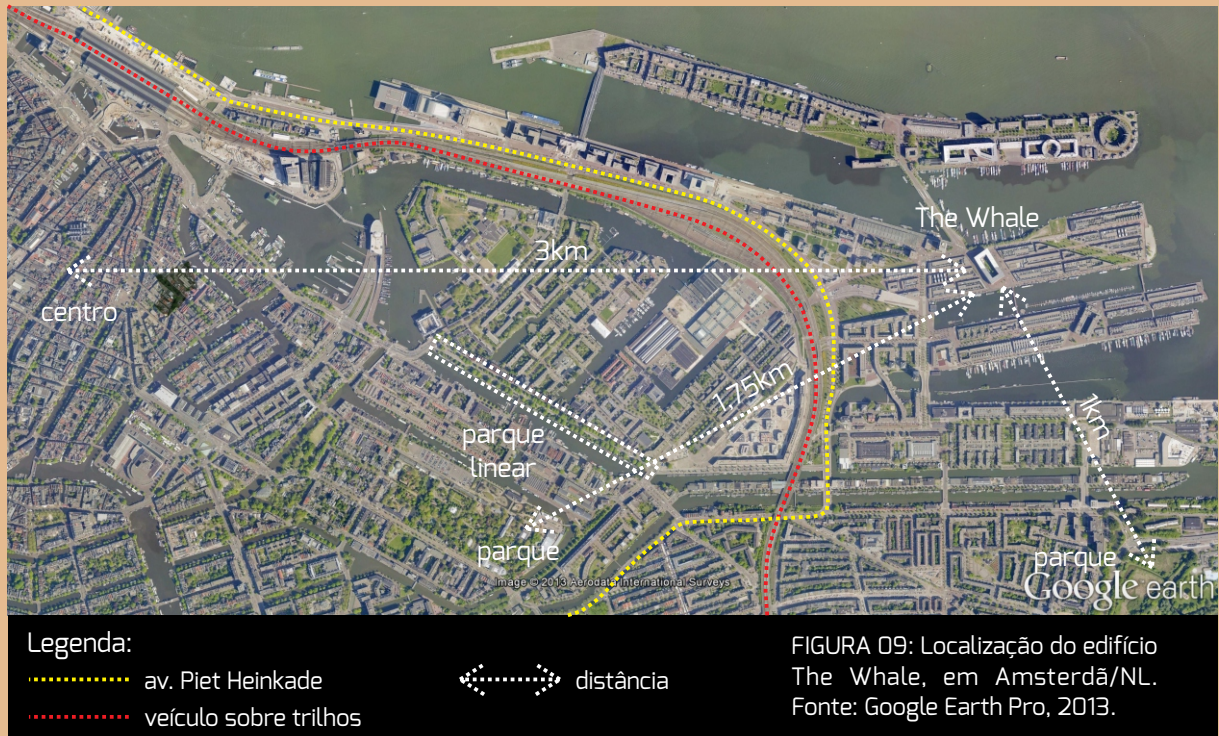 The Whale
3km
centro
1,75km
1km
parque
linear
parque
parque
Image © 2013 Aerodata International Surveys
Google earth
Legenda:
av. Piet Heinkade
distância
veículo sobre trilhos
FIGURA 09: Localização do edifício
The Whale, em Amsterdã/NL.
Fonte: Google Earth Pro, 2013.